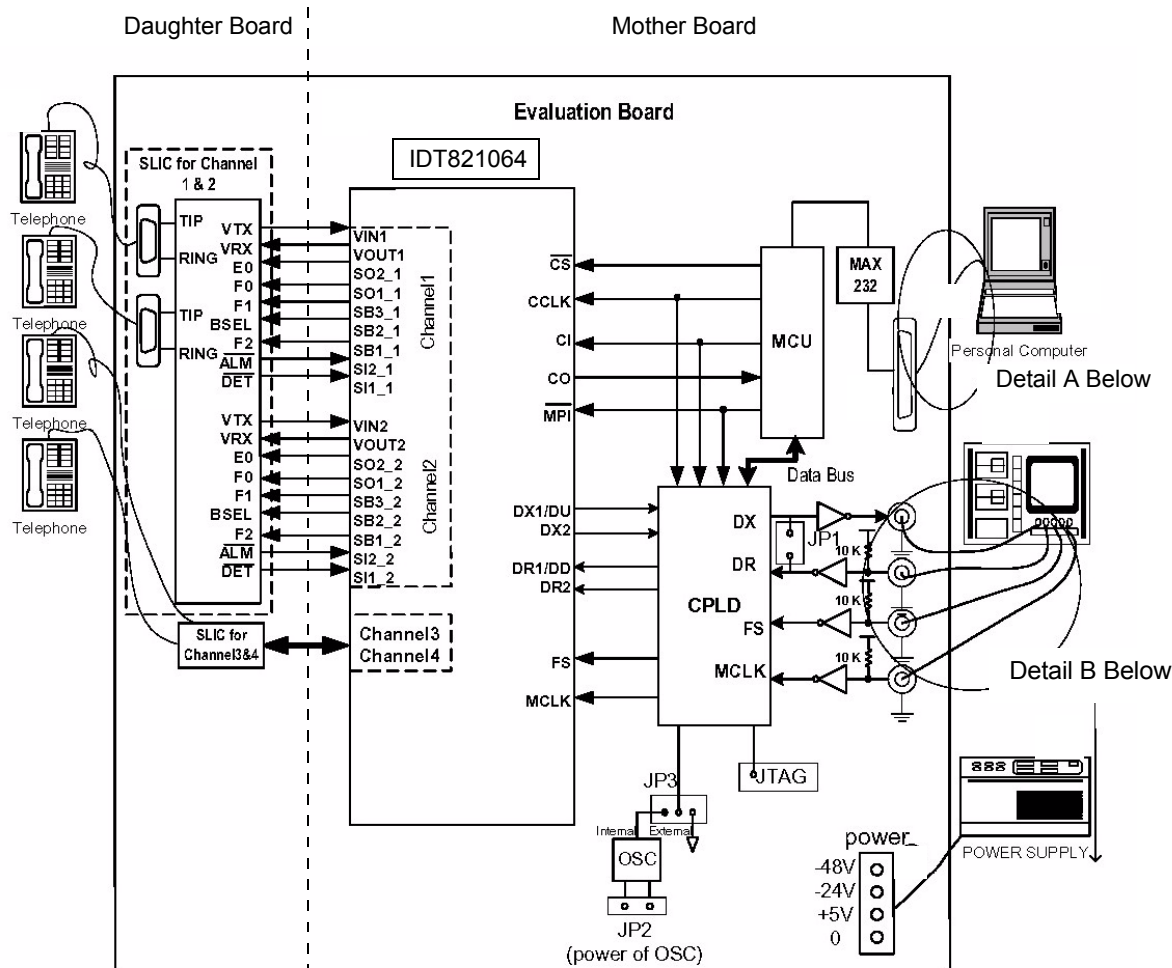 Daughter Board
Mother Board
Evaluation Board
IDT821064
SLIC for Channel
1 & 2
Telephone
Telephone
Telephone
Telephone
TIP
RING
TIP
RING
VTX
VRX
E0
F0
F1
BSEL
F2
ALM
DET
VTX
VRX
E0
F0
F1
BSEL
F2
ALM
DET
VIN1
VOUT1
SO2_1
SO1_1
SB3_1
SB2_1
SB1_1
SI2_1
SI1_1
Channel1
VIN2
VOUT2
SO2_2
SO1_2
SB3_2
SB2_2
SB1_2
SI2_2
SI1_2
Channel2
SLIC for
Channel3&4
Channel3
Channel4
CS
CCLK
CI
CO
MPI
DX1/DU
DX2
DR1/DD
DR2
FS
MCLK
MCU
MAX
232
Personal Computer
Detail A Below
Data Bus
DX
DR
CPLD
FS
MCLK
JP1
10 K
10 K
10 K
Detail B Below
JTAG
JP3
Internal
External
OSC
JP2
(power of OSC)
power_
-48V
-24V
+5V
0
POWER SUPPLY